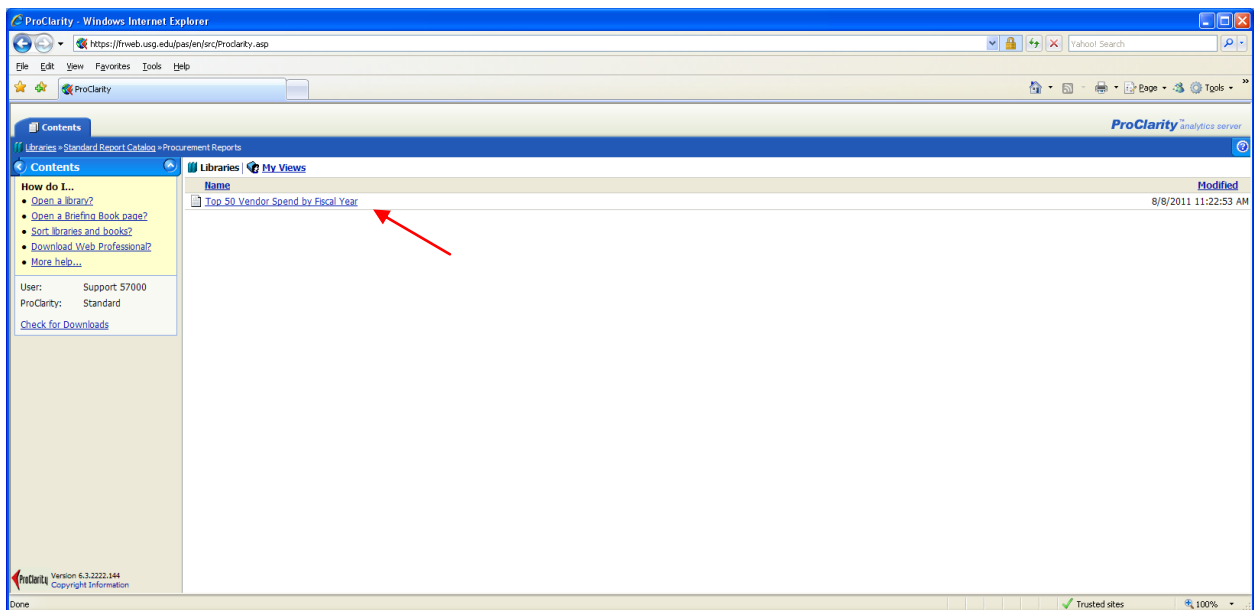 ProClarity - Windows Internet Explorer
https://frweb.usg.edu/pas/en/src/Proclarity.asp
Yahoo! Search
File Edit View Favorites Tools Help
ProClarity
Page Tools »
Contents
ProClarity™ analytics server
Libraries » Standard Report Catalog » Procurement Reports
Contents
Libraries | My Views
How do I...
Name Modified
• Open a library?
Top 50 Vendor Spend by Fiscal Year 8/8/2011 11:22:53 AM
• Open a Briefing Book page?
• Sort libraries and books?
• Download Web Professional?
• More help...
User: Support 57000
ProClarity: Standard
Check for Downloads
ProClarity Version 6.3.2222.144
Copyright Information
Done Trusted sites 100%